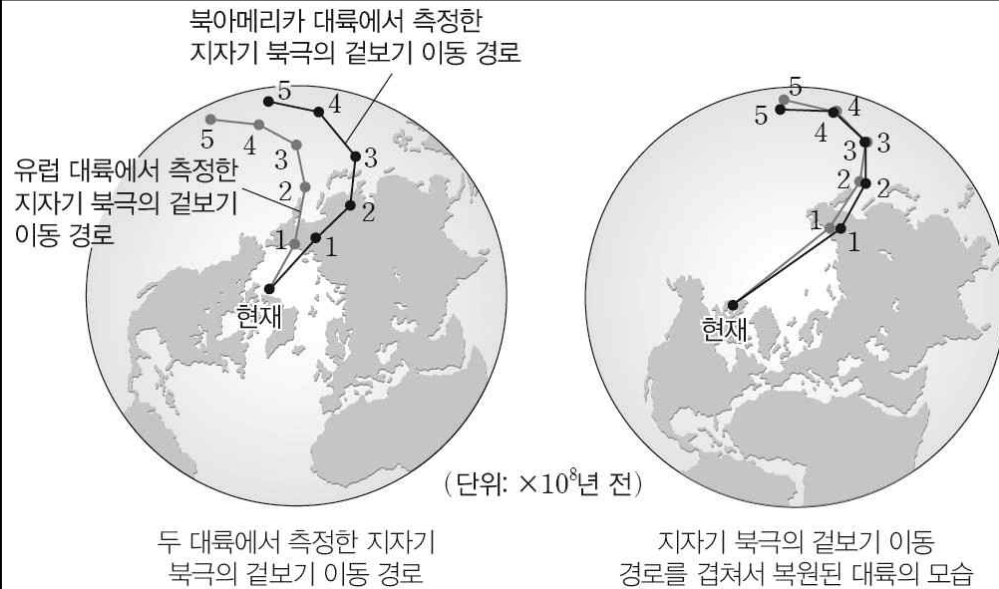 북아메리카 대륙에서 측정한
지자기 북극의 겉보기 이동 경로
5
4
3
2
1
5
4
3
2
1
유럽 대륙에서 측정한
지자기 북극의 겉보기
이동 경로
현재
5
5
4
4
3
3
2
2
1
1
현재
(단위: ×10⁸년 전)
두 대륙에서 측정한 지자기
북극의 겉보기 이동 경로
지자기 북극의 겉보기 이동
경로를 겹쳐서 복원된 대륙의 모습